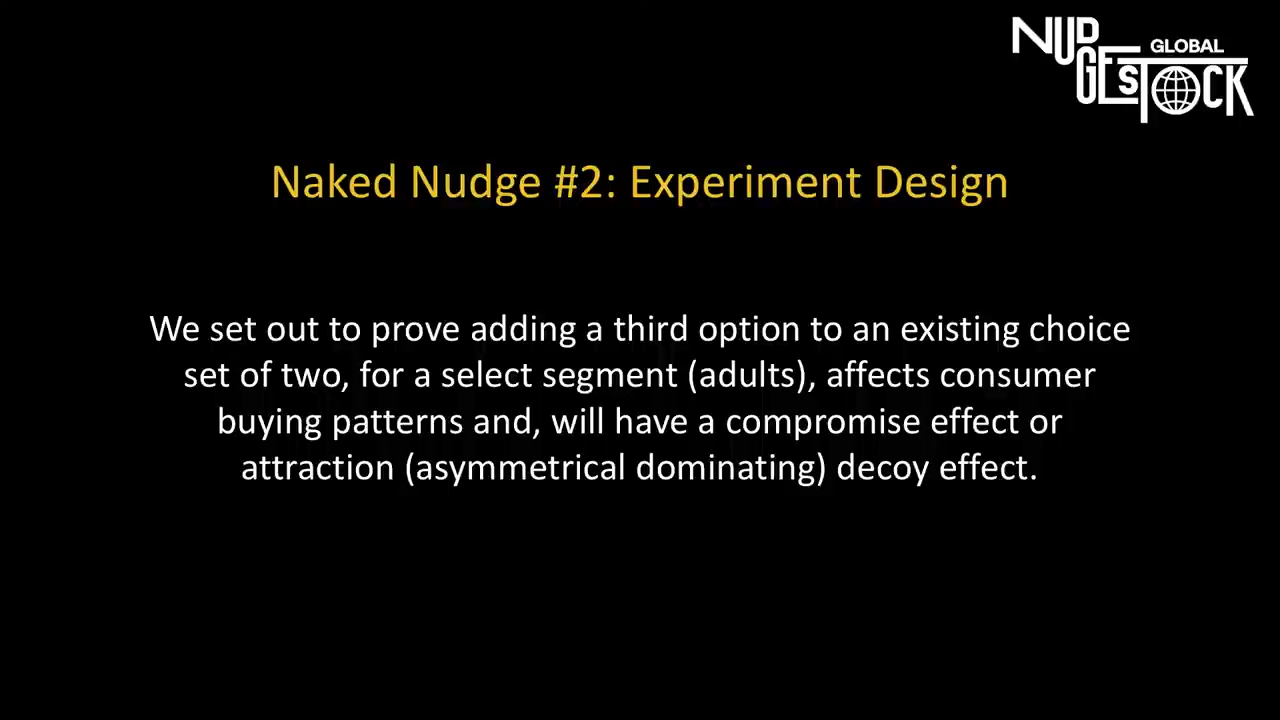 NUDGESTOCK
GLOBAL
Naked Nudge #2: Experiment Design
We set out to prove adding a third option to an existing choice
set of two, for a select segment (adults), affects consumer
buying patterns and, will have a compromise effect or
attraction (asymmetrical dominating) decoy effect.